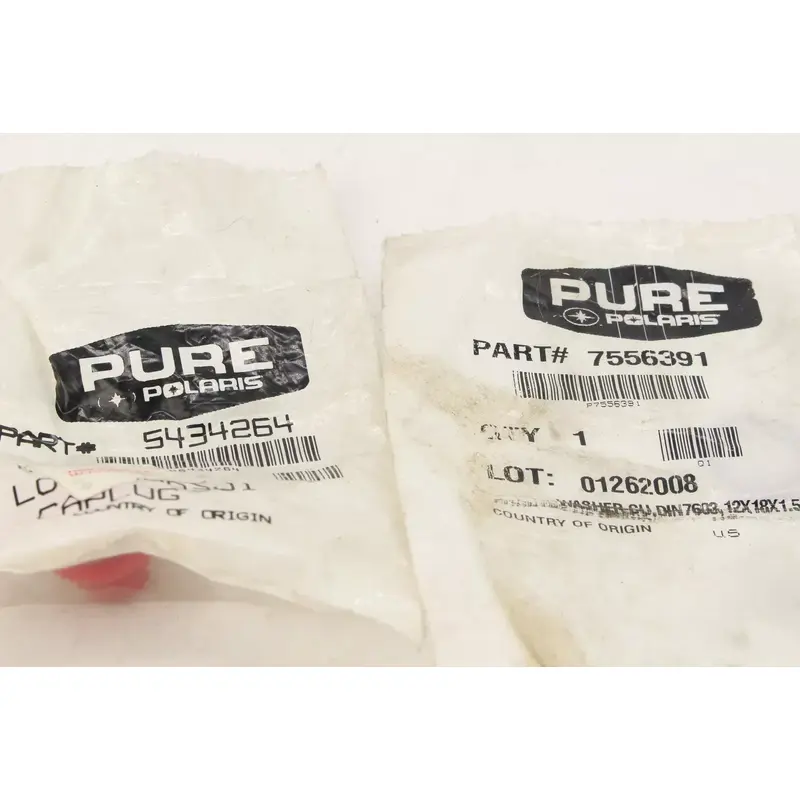 PURE
POLARIS
PART# 5434264
CAPLUG
COUNTRY OF ORIGIN
PURE
POLARIS
PART# 7556391
P7556391
QTY 1
01
LOT: 01262008
WASHER-CU,DIN7603,12X18X1.5
COUNTRY OF ORIGIN US